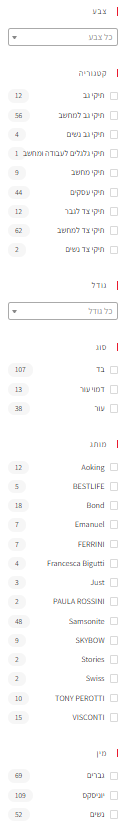 צבע
כל צבע
קטגוריה
תיקי גב 12
תיקי גב למחשב 56
תיקי גב נשים 4
תיקי גלגלים לעבודה ומחשב 1
תיקי מחשב 9
תיקי עסקים 44
תיקי צד לגבר 12
תיקי צד למחשב 62
תיקי צד נשים 2
גודל
כל גודל
סוג
בד 107
דמוי עור 13
עור 38
מותג
Aoking 12
BESTLIFE 5
Bond 18
Emanuel 7
FERRINI 7
Francesca Bigutti 4
Just 3
PAULA ROSSINI 2
Samsonite 48
SKYBOW 9
Stories 2
Swiss 2
TONY PEROTTI 10
VISCONTI 15
מין
גברים 69
יוניסקס 109
נשים 52